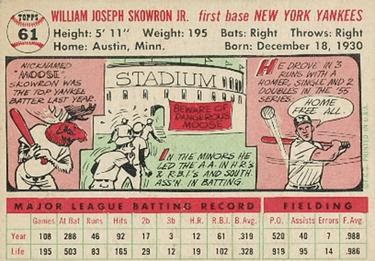 TOPPS
61
WILLIAM JOSEPH SKOWRON JR. first base NEW YORK YANKEES
Height: 5' 11" Weight: 195 Bats: Right Throws: Right
Home: Austin, Minn. Born: December 18, 1930
NICKNAMED
"MOOSE",
SKOWRON WAS
THE TOP YANKEE
BATTER LAST YEAR.
STADIUM
BEWARE OF
DANGEROUS
MOOSE
IN THE MINORS HE LED
THE A.A. IN H.R'S
& R.B.I'S AND SOUTH
ASS'N IN BATTING.
HE DROVE IN 3
RUNS WITH A
HOMER, SINGLE AND 2
DOUBLES IN THE '55
SERIES.
HOME
FREE ALL.
PRINTED IN U.S.A.
MAJOR LEAGUE BATTING RECORD FIELDING
Games At Bat Runs Hits 2b 3b H.R. R.B.I. B.Avg. P.O. Assists Errors F.Avg.
Year 108 288 46 92 17 3 12 61 .319 520 40 7 .988
Life 195 503 83 165 29 12 19 102 .328 919 75 14 .986